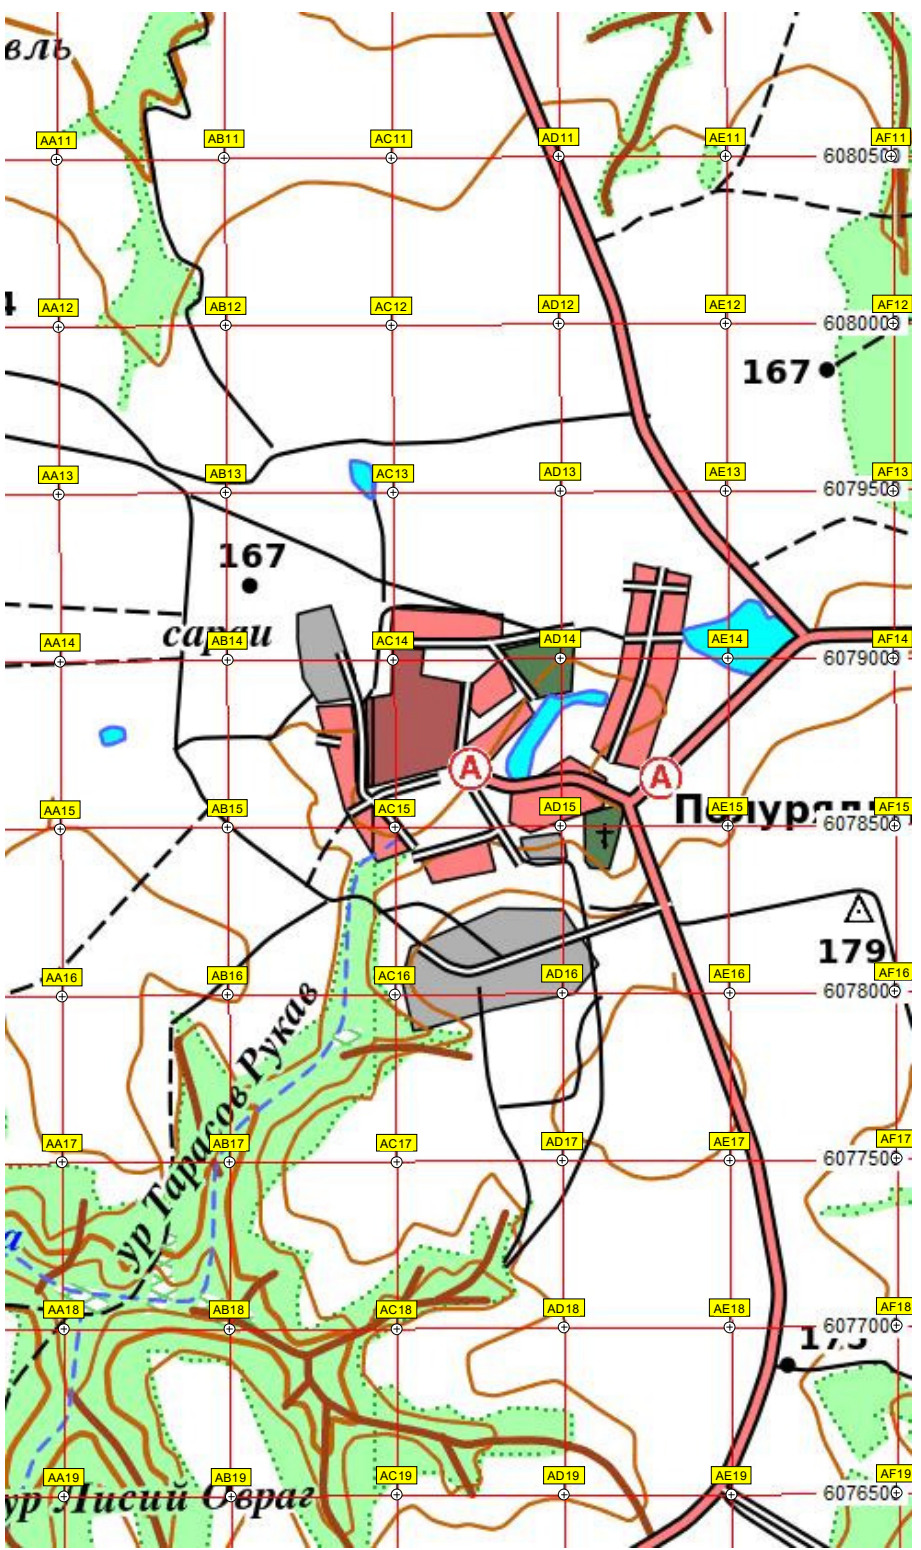 вль
AA11 AB11 AC11 AD11 AE11 AF11
6080500
4
AA12 AB12 AC12 AD12 AE12 AF12
6080000
167
AA13 AB13 AC13 AD13 AE13 AF13
6079500
167
сараи
AA14 AB14 AC14 AD14 AE14 AF14
6079000
A A
AA15 AB15 AC15 AD15 AE15 AF15
6078500
179
AA16 AB16 AC16 AD16 AE16 AF16
6078000
ур Тарасов Рукав
AA17 AB17 AC17 AD17 AE17 AF17
6077500
а
AA18 AB18 AC18 AD18 AE18 AF18
6077000
175
AA19 AB19 AC19 AD19 AE19 AF19
6076500
ур Лисий Овраг